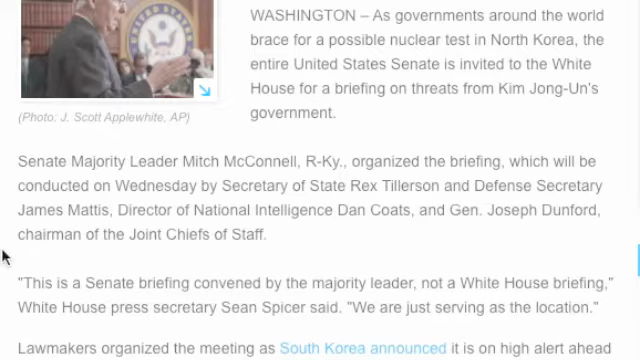 WASHINGTON – As governments around the world
brace for a possible nuclear test in North Korea, the
entire United States Senate is invited to the White
House for a briefing on threats from Kim Jong-Un's
government.
(Photo: J. Scott Applewhite, AP)
Senate Majority Leader Mitch McConnell, R-Ky., organized the briefing, which will be
conducted on Wednesday by Secretary of State Rex Tillerson and Defense Secretary
James Mattis, Director of National Intelligence Dan Coats, and Gen. Joseph Dunford,
chairman of the Joint Chiefs of Staff.
"This is a Senate briefing convened by the majority leader, not a White House briefing,"
White House press secretary Sean Spicer said. "We are just serving as the location."
Lawmakers organized the meeting as South Korea announced it is on high alert ahead